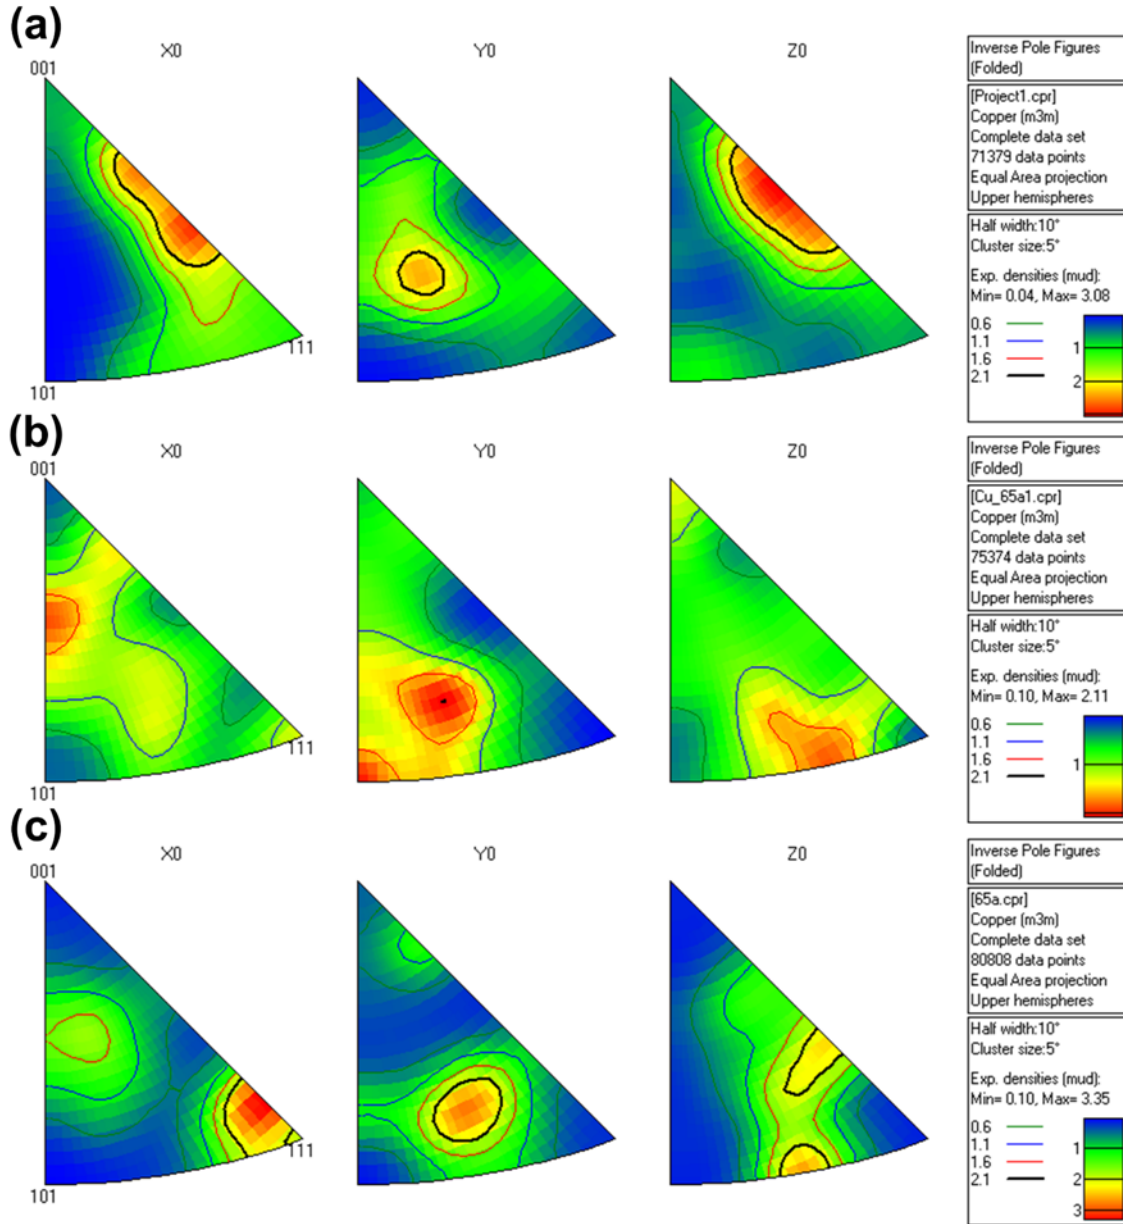 (a)
X0
Y0
Z0
001
101
111
Inverse Pole Figures
(Folded)
[Project1.cpr]
Copper (m3m)
Complete data set
71379 data points
Equal Area projection
Upper hemispheres
Half width:10°
Cluster size:5°
Exp. densities (mud):
Min= 0.04, Max= 3.08
0.6
1.1
1.6
2.1
1
2
(b)
X0
Y0
Z0
001
101
111
Inverse Pole Figures
(Folded)
[Cu_65a1.cpr]
Copper (m3m)
Complete data set
75374 data points
Equal Area projection
Upper hemispheres
Half width:10°
Cluster size:5°
Exp. densities (mud):
Min= 0.10, Max= 2.11
0.6
1.1
1.6
2.1
1
(c)
X0
Y0
Z0
001
101
111
Inverse Pole Figures
(Folded)
[65a.cpr]
Copper (m3m)
Complete data set
80808 data points
Equal Area projection
Upper hemispheres
Half width:10°
Cluster size:5°
Exp. densities (mud):
Min= 0.10, Max= 3.35
0.6
1.1
1.6
2.1
1
2
3